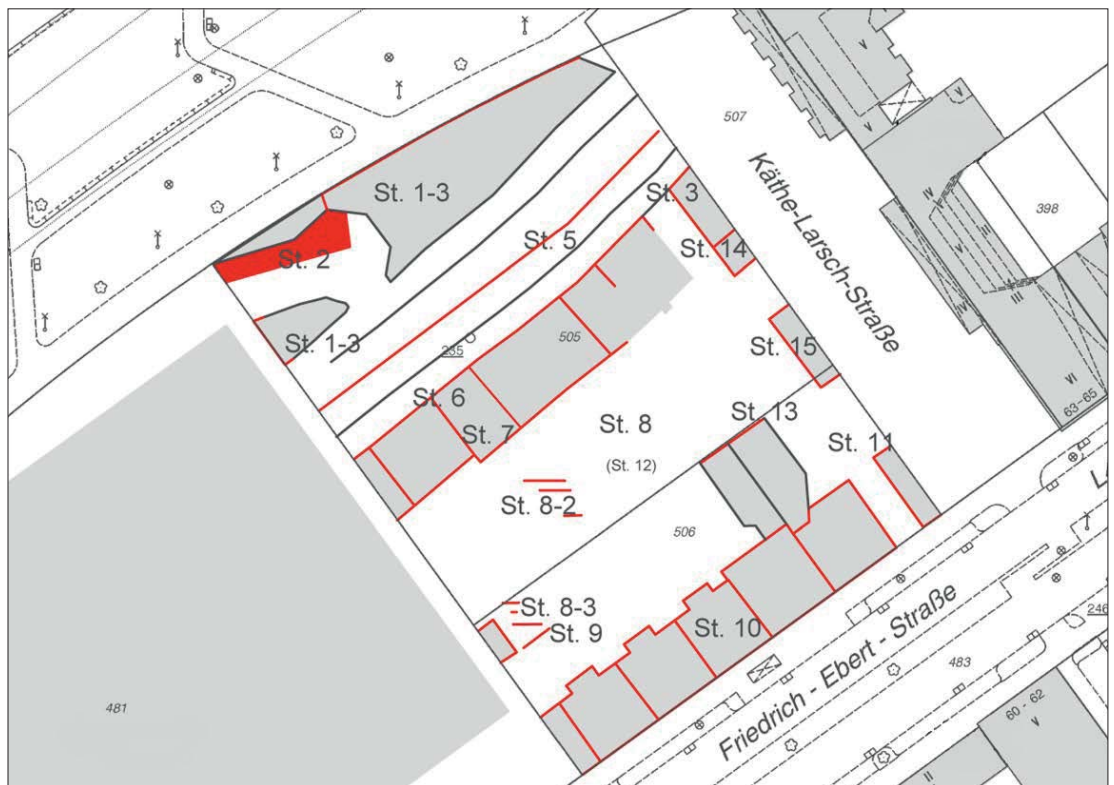 507
V
V
V
V
IV
V
III
III
IV
398
VI
63-65
Käthe-Larsch-Straße
St. 1-3
St. 2
St. 3
St. 5
St. 14
St. 1-3
235
505
St. 15
St. 6
St. 7
St. 8
St. 13
(St. 12)
St. 11
St. 8-2
506
St. 8-3
St. 9
St. 10
481
Friedrich - Ebert - Straße
483
246
60 - 62
V
II